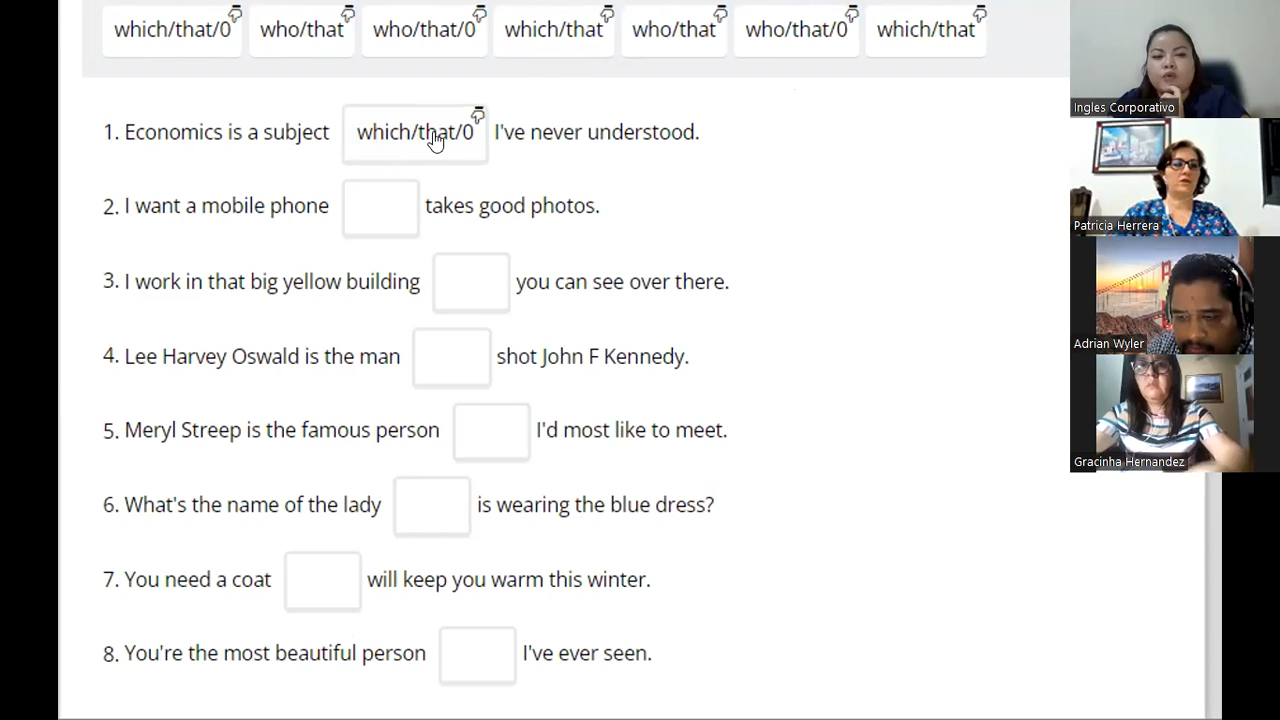 which/that/0 who/that who/that/0 which/that who/that who/that/0 which/that
Ingles Corporativo
1. Economics is a subject which/that/0 I've never understood.
2. I want a mobile phone takes good photos.
Patricia Herrera
3. I work in that big yellow building you can see over there.
Adrian Wyler
4. Lee Harvey Oswald is the man shot John F Kennedy.
5. Meryl Streep is the famous person I'd most like to meet.
Gracinha Hernandez
6. What's the name of the lady is wearing the blue dress?
7. You need a coat will keep you warm this winter.
8. You're the most beautiful person I've ever seen.